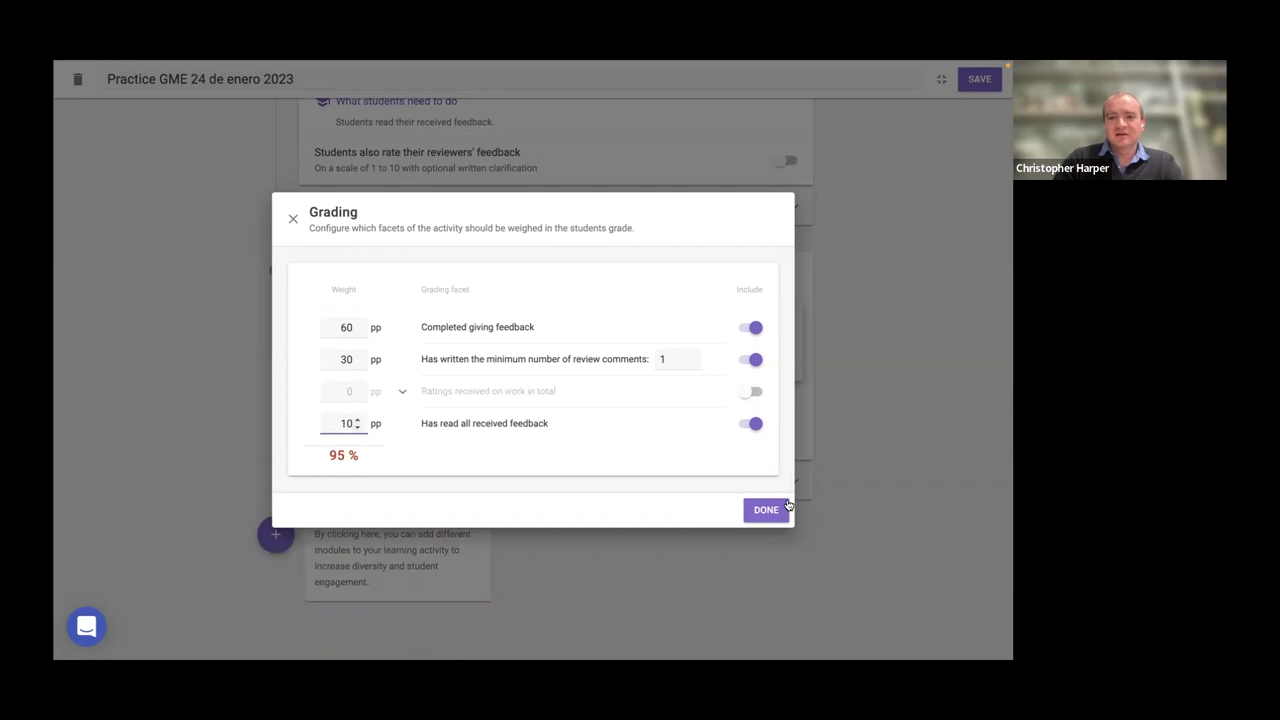 Practice GME 24 de enero 2023
SAVE
What students need to do
Students read their received feedback.
Students also rate their reviewers' feedback
On a scale of 1 to 10 with optional written clarification
Christopher Harper
Grading
Configure which facets of the activity should be weighed in the students grade.
Weight Grading facet Include
60 pp Completed giving feedback
30 pp Has written the minimum number of review comments: 1
0 pp Ratings received on work in total
10 pp Has read all received feedback
95 %
DONE
By clicking here, you can add different
modules to your learning activity to
increase diversity and student
engagement.